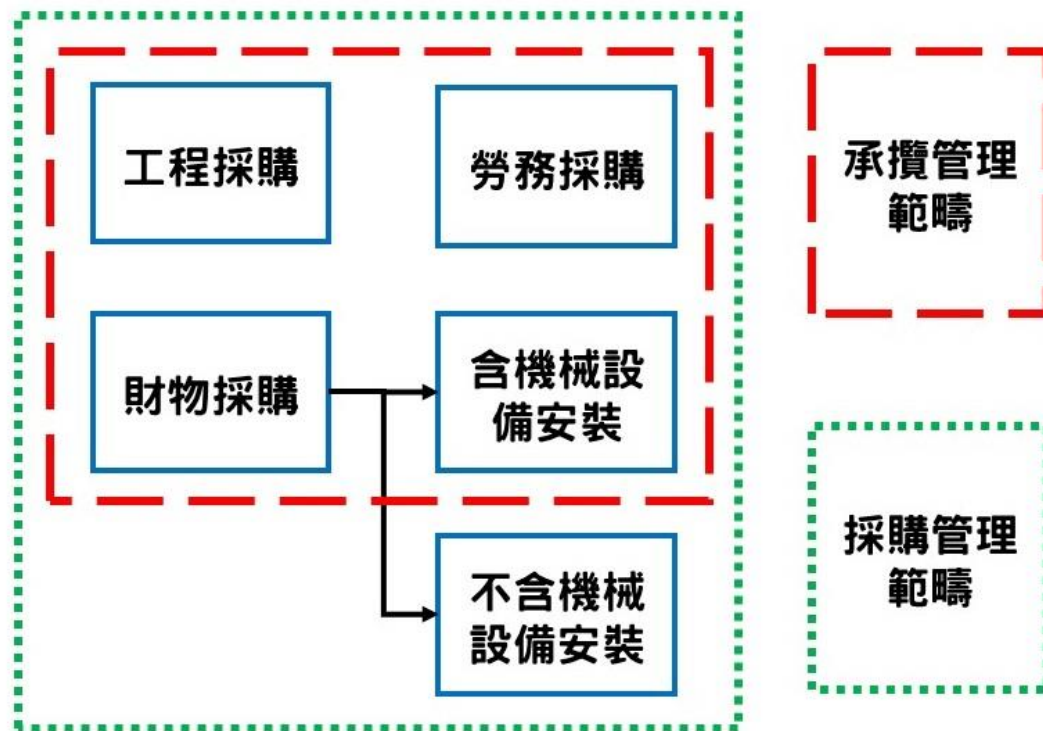 工程採購
勞務採購
承攬管理
範疇
財物採購
含機械設
備安裝
不含機械
設備安裝
採購管理
範疇